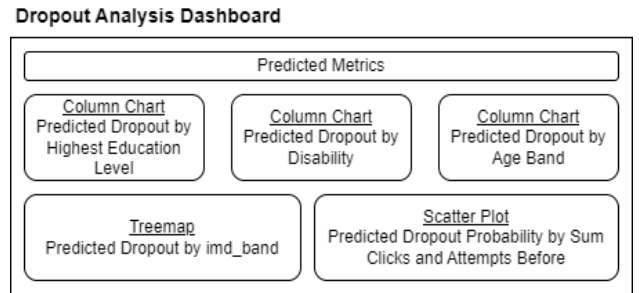 Dropout Analysis Dashboard
Predicted Metrics
Column Chart
Predicted Dropout by
Highest Education
Level
Column Chart
Predicted Dropout by
Disability
Column Chart
Predicted Dropout by
Age Band
Treemap
Predicted Dropout by imd_band
Scatter Plot
Predicted Dropout Probability by Sum
Clicks and Attempts Before